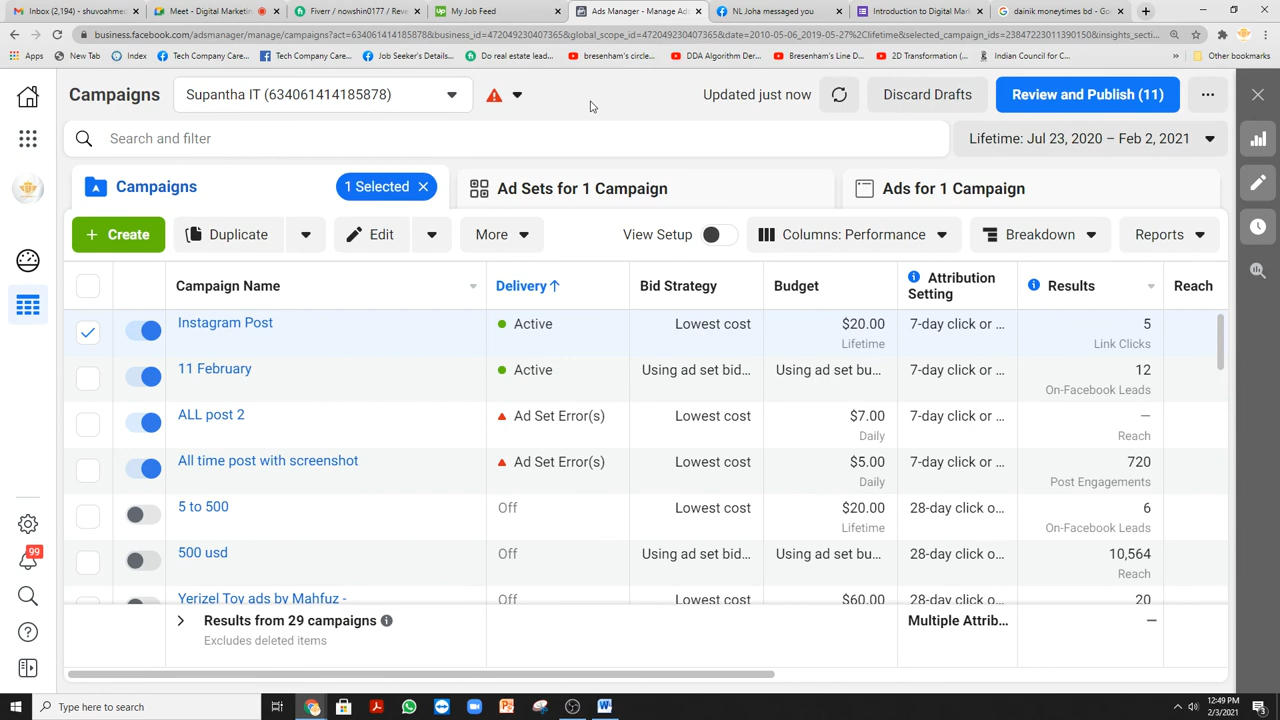 Inbox (2,194) - shuvoahmed
Meet - Digital Marketin
Fiverr / nowshin0177 / Reve
My Job Feed
Ads Manager - Manage Ads
NL Joha messaged you
Introduction to Digital Mar
dainik moneytimes bd - Go
business.facebook.com/adsmanager/manage/campaigns?act=634061414185878&business_id=472049230407365&global_scope_id=472049230407365&date=2010-05-06_2019-05-27%2Clifetime&selected_campaign_ids=23847223011390150&insights_secti...
Apps
New Tab
Index
Tech Company Care...
Tech Company Care...
Job Seeker's Details...
Do real estate lead...
bresenham's circle...
DDA Algorithm Der...
Bresenham's Line D...
2D Transformation (...
Indian Council for C...
»
Other bookmarks
Campaigns
Supantha IT (634061414185878)
Updated just now
Discard Drafts
Review and Publish (11)
Search and filter
Lifetime: Jul 23, 2020 – Feb 2, 2021
Campaigns
1 Selected
Ad Sets for 1 Campaign
Ads for 1 Campaign
+ Create
Duplicate
Edit
More
View Setup
Columns: Performance
Breakdown
Reports
Campaign Name
Delivery ↑
Bid Strategy
Budget
Attribution Setting
Results
Reach
Instagram Post
Active
Lowest cost
$20.00
Lifetime
7-day click or ...
5
Link Clicks
11 February
Active
Using ad set bid...
Using ad set bu...
7-day click or ...
12
On-Facebook Leads
ALL post 2
Ad Set Error(s)
Lowest cost
$7.00
Daily
7-day click or ...
—
Reach
All time post with screenshot
Ad Set Error(s)
Lowest cost
$5.00
Daily
7-day click or ...
720
Post Engagements
5 to 500
Off
Lowest cost
$20.00
Lifetime
28-day click o...
6
On-Facebook Leads
500 usd
Off
Using ad set bid...
Using ad set bu...
28-day click o...
10,564
Reach
Yerizel Toy ads by Mahfuz -
Off
Lowest cost
$60.00
28-day click o...
20
Results from 29 campaigns
Excludes deleted items
Multiple Attrib...
—
99
Type here to search
12:49 PM
2/3/2021
3